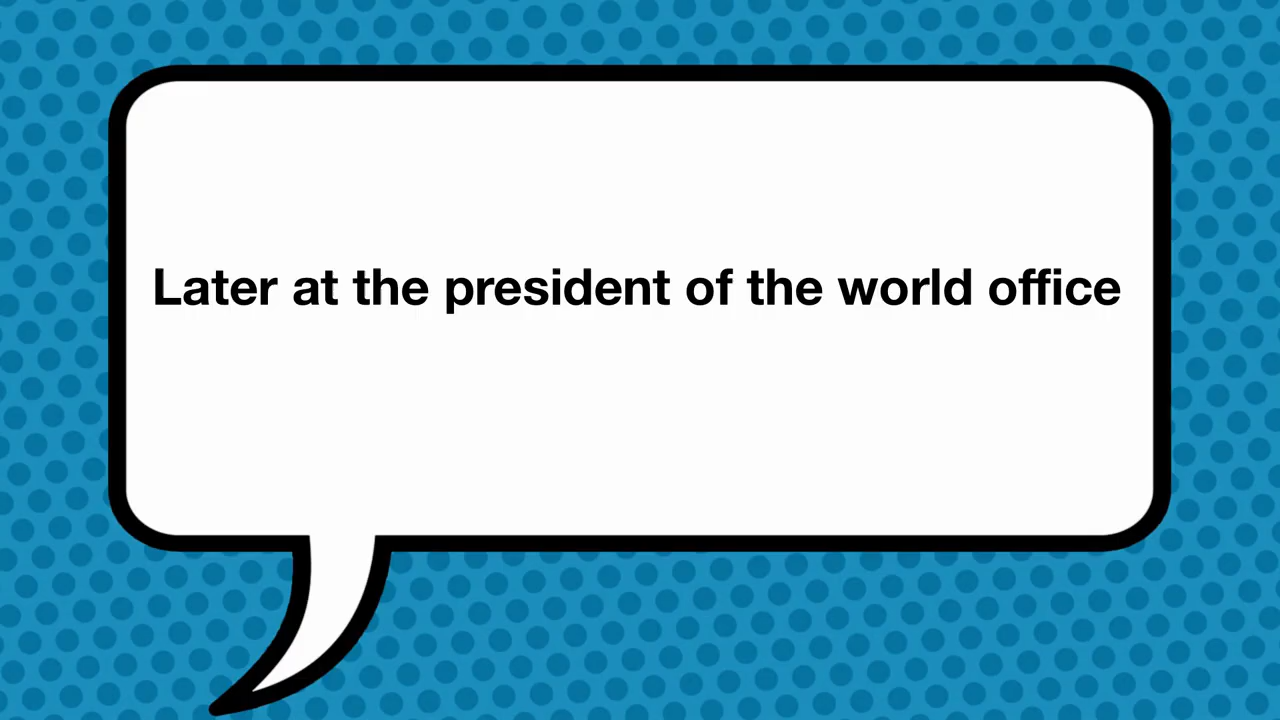 Later at the president of the world office